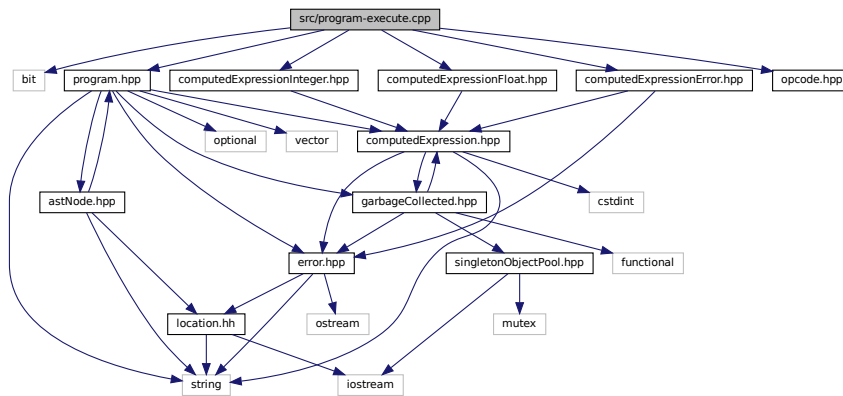 src/program-execute.cpp
bit
program.hpp
computedExpressionInteger.hpp
computedExpressionFloat.hpp
computedExpressionError.hpp
opcode.hpp
optional
vector
computedExpression.hpp
astNode.hpp
garbageCollected.hpp
cstdint
error.hpp
singletonObjectPool.hpp
functional
location.hh
ostream
mutex
string
iostream